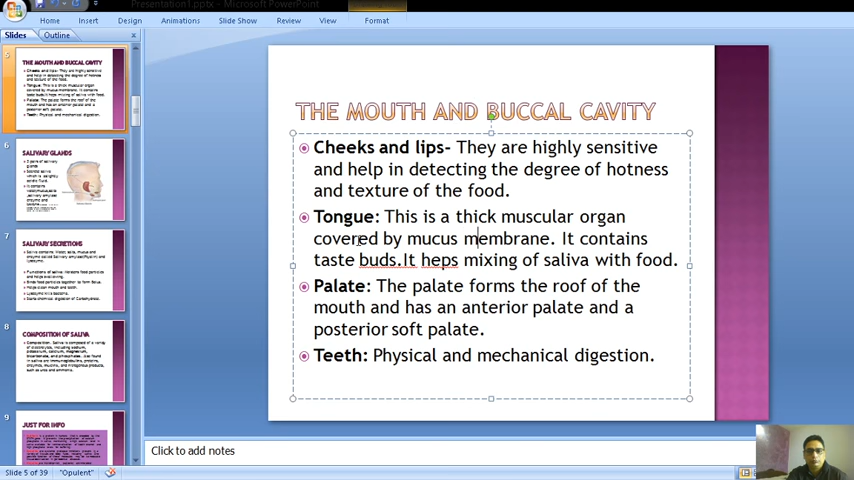 Presentation1.pptx - Microsoft PowerPoint
Home Insert Design Animations Slide Show Review View Format
Slides Outline
5
THE MOUTH AND BUCCAL CAVITY
6
SALIVARY GLANDS
7
SALIVARY SECRETIONS
8
COMPOSITION OF SALIVA
9
JUST FOR INFO
THE MOUTH AND BUCCAL CAVITY
Cheeks and lips- They are highly sensitive
and help in detecting the degree of hotness
and texture of the food.
Tongue: This is a thick muscular organ
covered by mucus membrane. It contains
taste buds.It heps mixing of saliva with food.
Palate: The palate forms the roof of the
mouth and has an anterior palate and a
posterior soft palate.
Teeth: Physical and mechanical digestion.
Click to add notes
Slide 5 of 39 "Opulent"